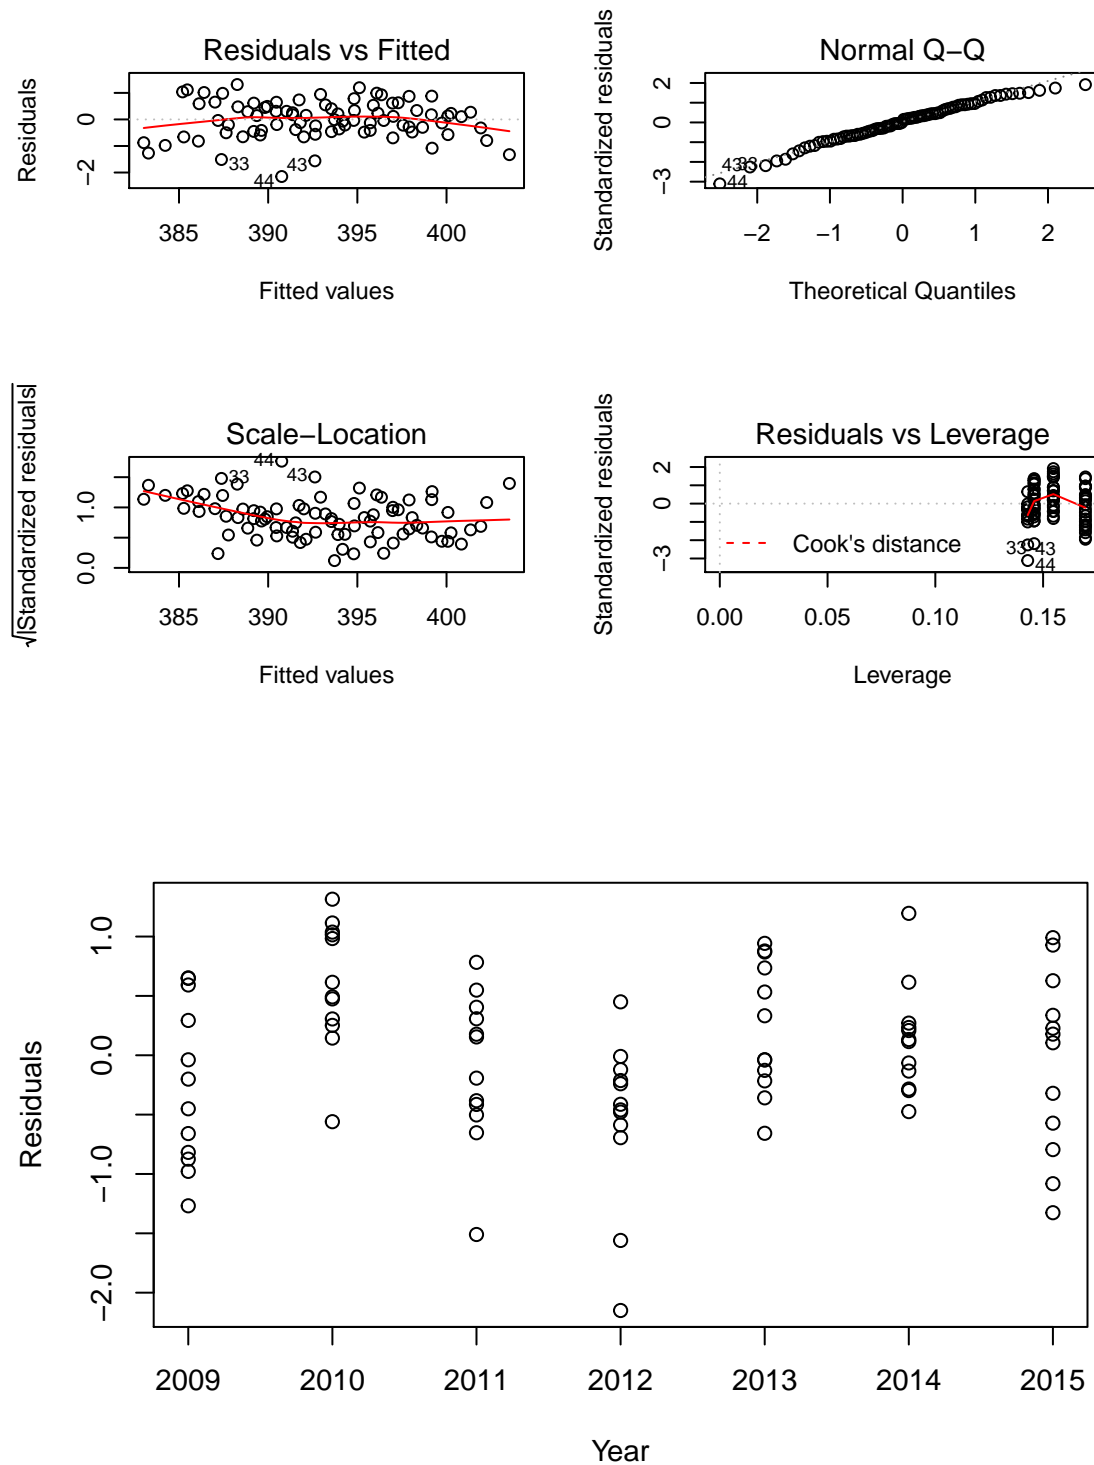 Residuals vs Fitted
Residuals
0
−2
33
43
44
385 390 395 400
Fitted values
Normal Q−Q
Standardized residuals
2
0
−3
43
33
44
−2 −1 0 1 2
Theoretical Quantiles
Scale−Location
√|Standardized residuals|
1.0
0.0
44
33
43
385 390 395 400
Fitted values
Residuals vs Leverage
Standardized residuals
2
0
−3
Cook's distance
33
43
44
0.00 0.05 0.10 0.15
Leverage
Residuals
1.0
0.0
−1.0
−2.0
2009 2010 2011 2012 2013 2014 2015
Year